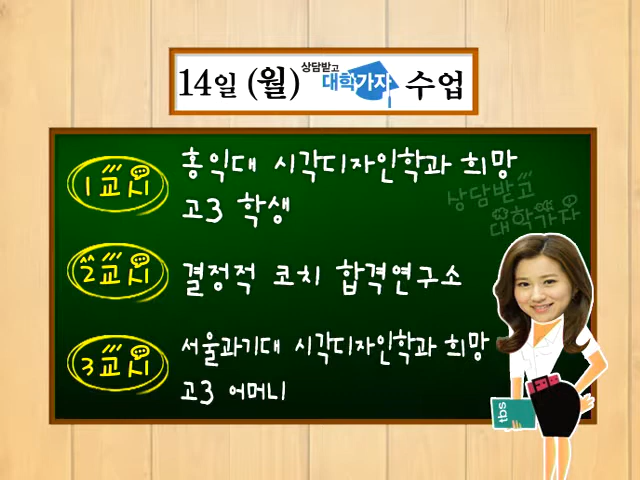 14일 (월) 상담받고 대학가자 수업
1교시
홍익대 시각디자인학과 희망
고3 학생
상담받고
대학가자
2교시
결정적 코치 합격연구소
3교시
서울과기대 시각디자인학과 희망
고3 어머니
tbs